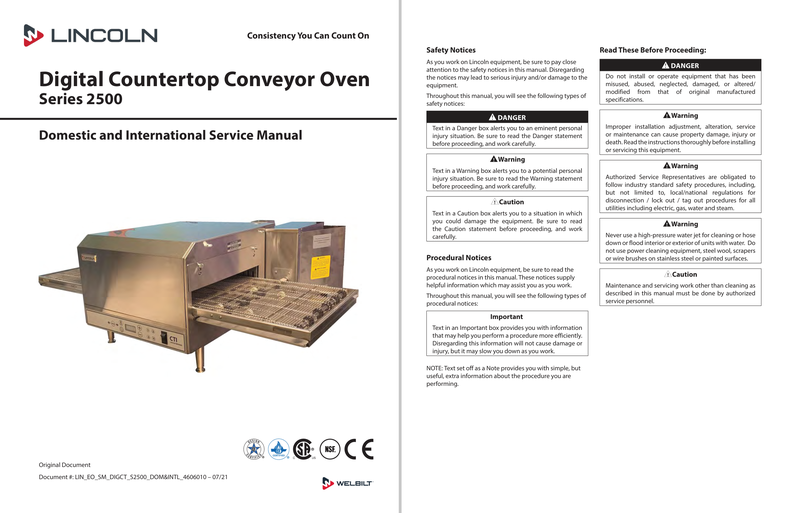 LINCOLN
Consistency You Can Count On
Digital Countertop Conveyor Oven
Series 2500
Domestic and International Service Manual
CTI
NSF
CE
Original Document
Document #: LIN_EO_SM_DIGCT_S2500_DOM&INTL_4606010 – 07/21
WELBILT
Safety Notices
As you work on Lincoln equipment, be sure to pay close
attention to the safety notices in this manual. Disregarding
the notices may lead to serious injury and/or damage to the
equipment.
Throughout this manual, you will see the following types of
safety notices:
DANGER
Text in a Danger box alerts you to an eminent personal
injury situation. Be sure to read the Danger statement
before proceeding, and work carefully.
Warning
Text in a Warning box alerts you to a potential personal
injury situation. Be sure to read the Warning statement
before proceeding, and work carefully.
Caution
Text in a Caution box alerts you to a situation in which
you could damage the equipment. Be sure to read
the Caution statement before proceeding, and work
carefully.
Procedural Notices
As you work on Lincoln equipment, be sure to read the
procedural notices in this manual. These notices supply
helpful information which may assist you as you work.
Throughout this manual, you will see the following types of
procedural notices:
Important
Text in an Important box provides you with information
that may help you perform a procedure more efficiently.
Disregarding this information will not cause damage or
injury, but it may slow you down as you work.
NOTE: Text set off as a Note provides you with simple, but
useful, extra information about the procedure you are
performing.
Read These Before Proceeding:
DANGER
Do not install or operate equipment that has been
misused, abused, neglected, damaged, or altered/
modified from that of original manufactured
specifications.
Warning
Improper installation adjustment, alteration, service
or maintenance can cause property damage, injury or
death. Read the instructions thoroughly before installing
or servicing this equipment.
Warning
Authorized Service Representatives are obligated to
follow industry standard safety procedures, including,
but not limited to, local/national regulations for
disconnection / lock out / tag out procedures for all
utilities including electric, gas, water and steam.
Warning
Never use a high-pressure water jet for cleaning or hose
down or flood interior or exterior of units with water. Do
not use power cleaning equipment, steel wool, scrapers
or wire brushes on stainless steel or painted surfaces.
Caution
Maintenance and servicing work other than cleaning as
described in this manual must be done by authorized
service personnel.